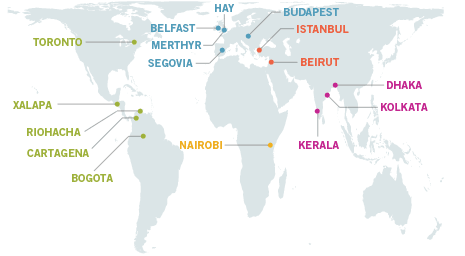 HAY
BUDAPEST
BELFAST
ISTANBUL
TORONTO
MERTHYR
SEGOVIA
BEIRUT
DHAKA
XALAPA
KOLKATA
RIOHACHA
NAIROBI
KERALA
CARTAGENA
BOGOTA